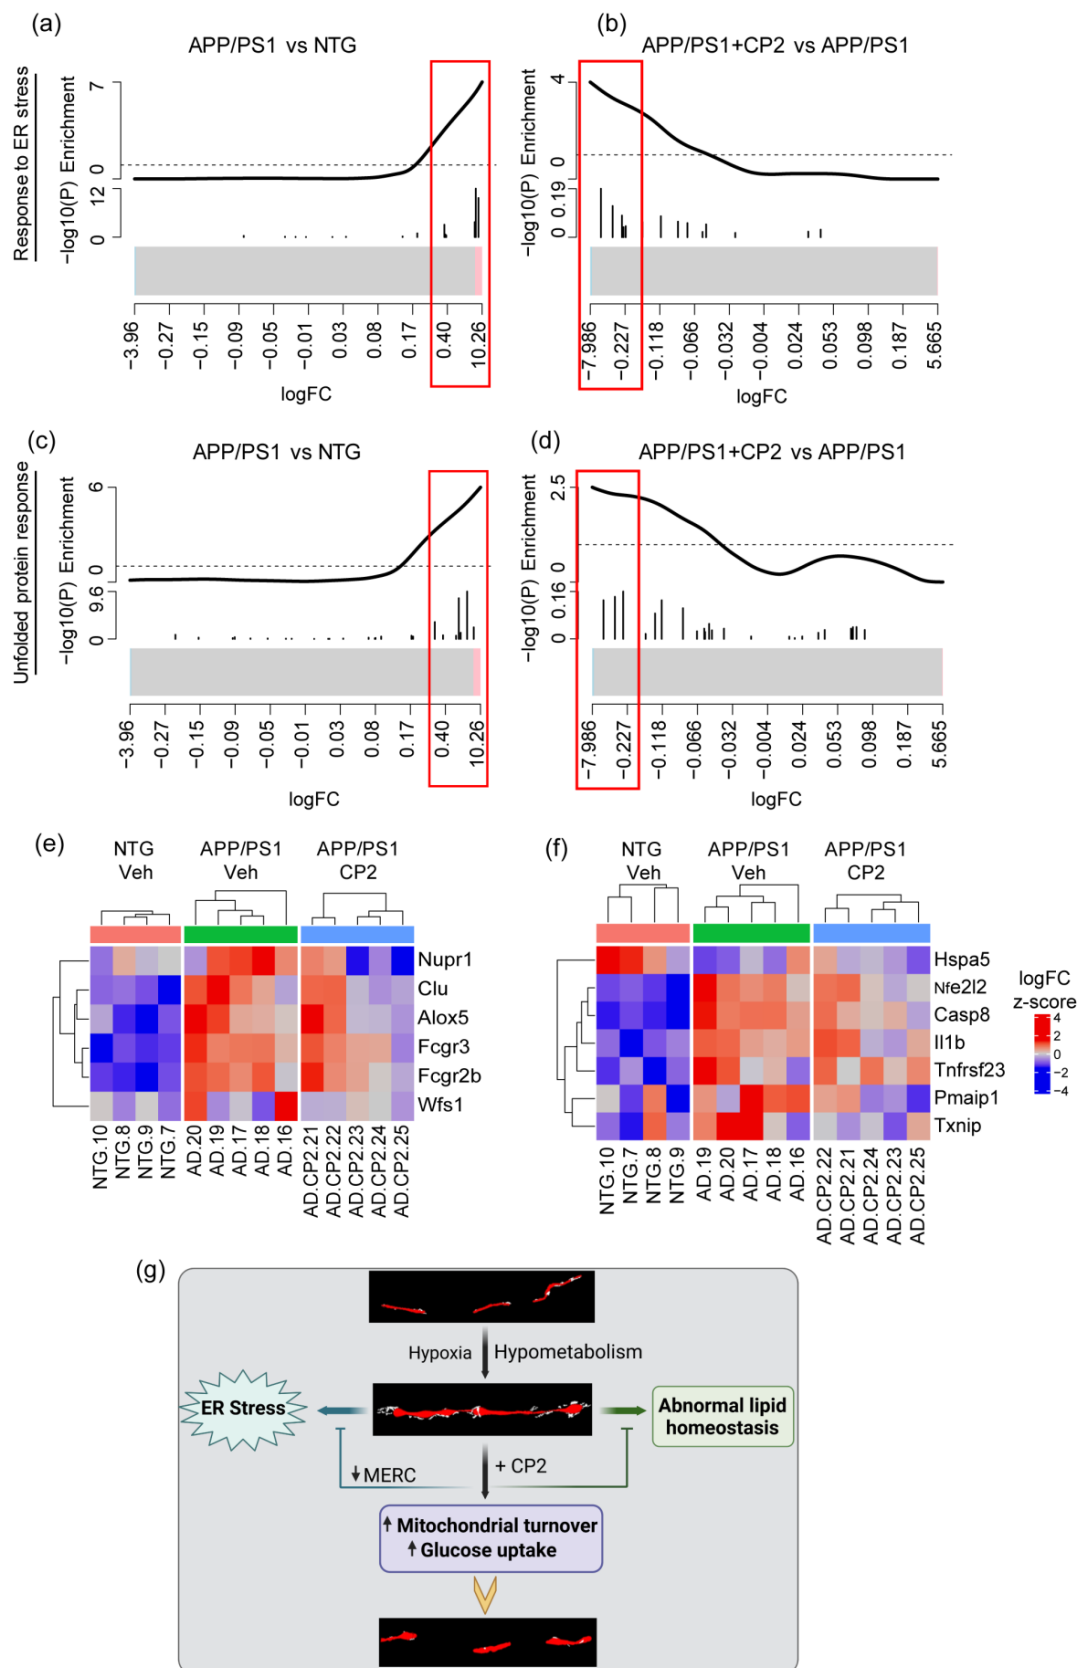 (a)
APP/PS1 vs NTG
Response to ER stress
Enrichment
7
0
-log10(P)
12
0
-3.96
-0.27
-0.15
-0.09
-0.05
-0.01
0.03
0.08
0.17
0.40
10.26
logFC
(b)
APP/PS1+CP2 vs APP/PS1
Enrichment
4
0
-log10(P)
0.19
0
-7.986
-0.227
-0.118
-0.066
-0.032
-0.004
0.024
0.053
0.098
0.187
5.665
logFC
(c)
APP/PS1 vs NTG
Unfolded protein response
Enrichment
6
0
-log10(P)
9.6
0
-3.96
-0.27
-0.15
-0.09
-0.05
-0.01
0.03
0.08
0.17
0.40
10.26
logFC
(d)
APP/PS1+CP2 vs APP/PS1
Enrichment
2.5
0
-log10(P)
0.16
0
-7.986
-0.227
-0.118
-0.066
-0.032
-0.004
0.024
0.053
0.098
0.187
5.665
logFC
(e)
NTG
Veh
APP/PS1
Veh
APP/PS1
CP2
Nupr1
Clu
Alox5
Fcgr3
Fcgr2b
Wfs1
NTG.10
NTG.8
NTG.9
NTG.7
AD.20
AD.19
AD.17
AD.18
AD.16
AD.CP2.21
AD.CP2.22
AD.CP2.23
AD.CP2.24
AD.CP2.25
(f)
NTG
Veh
APP/PS1
Veh
APP/PS1
CP2
Hspa5
Nfe2l2
Casp8
Il1b
Tnfrsf23
Pmaip1
Txnip
NTG.10
NTG.7
NTG.8
NTG.9
AD.19
AD.20
AD.17
AD.18
AD.16
AD.CP2.22
AD.CP2.21
AD.CP2.24
AD.CP2.23
AD.CP2.25
logFC
z-score
4
2
0
-2
-4
(g)
Hypoxia
Hypometabolism
ER Stress
Abnormal lipid
homeostasis
↓ MERC
+ CP2
↑ Mitochondrial turnover
↑ Glucose uptake